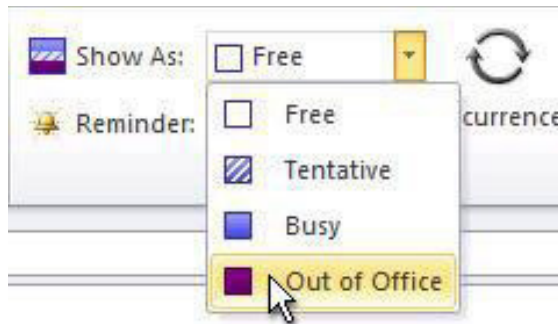 Show As: Free
Free
Reminder:
currence
Tentative
Busy
Out of Office